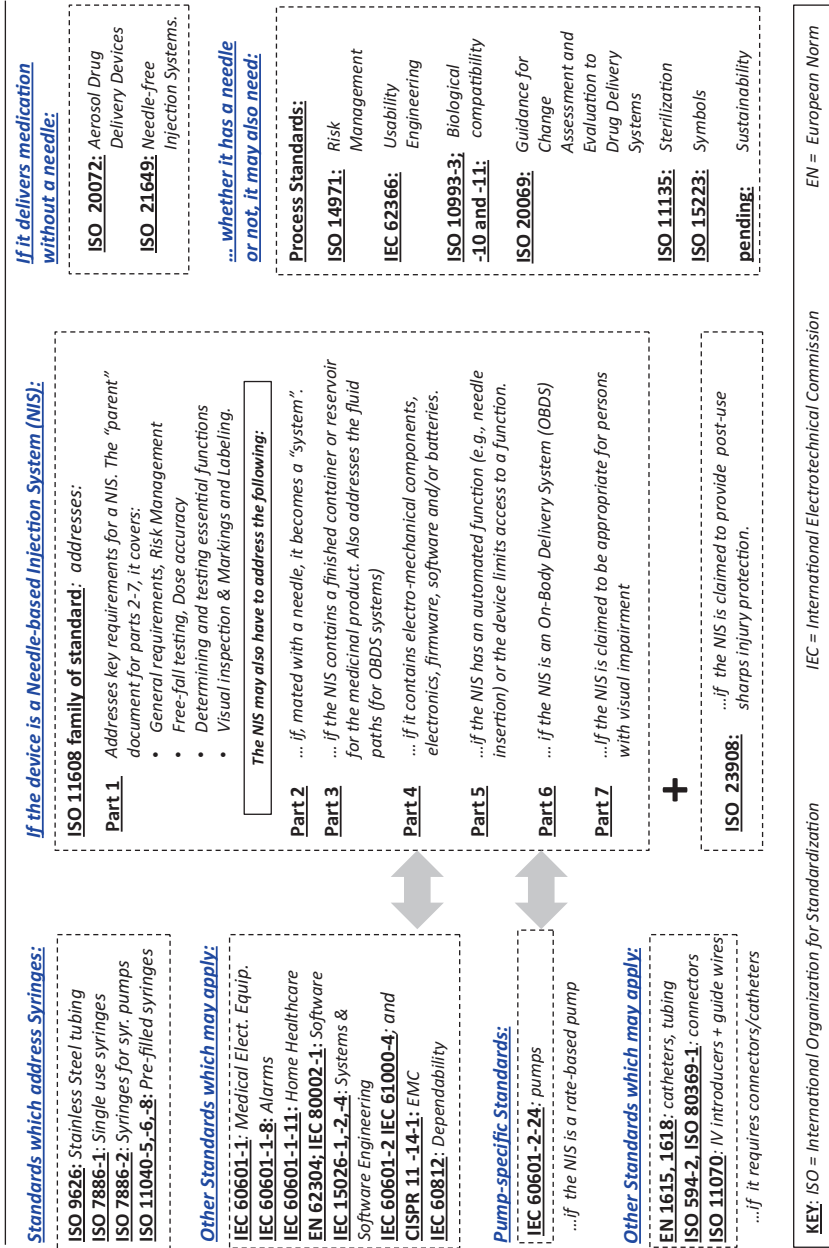 Standards which address Syringes:
ISO 9626: Stainless Steel tubing
ISO 7886-1: Single use syringes
ISO 7886-2: Syringes for syr. pumps
ISO 11040-5,-6,-8: Pre-filled syringes
Other Standards which may apply:
IEC 60601-1: Medical Elect. Equip.
IEC 60601-1-8: Alarms
IEC 60601-1-11: Home Healthcare
EN 62304; IEC 80002-1: Software
IEC 15026-1,-2,-4: Systems &
Software Engineering
IEC 60601-2 IEC 61000-4; and
CISPR 11 -14-1: EMC
IEC 60812: Dependability
Pump-specific Standards:
IEC 60601-2-24: pumps
...if the NIS is a rate-based pump
Other Standards which may apply:
EN 1615, 1618: catheters, tubing
ISO 594-2, ISO 80369-1: connectors
ISO 11070: IV introducers + guide wires
...if it requires connectors/catheters
If the device is a Needle-based Injection System (NIS):
ISO 11608 family of standard: addresses:
Part 1 Addresses key requirements for a NIS. The "parent"
document for parts 2-7, it covers:
• General requirements, Risk Management
• Free-fall testing, Dose accuracy
• Determining and testing essential functions
• Visual inspection & Markings and Labeling.
The NIS may also have to address the following:
Part 2 ... if, mated with a needle, it becomes a "system".
Part 3 ... if the NIS contains a finished container or reservoir
for the medicinal product. Also addresses the fluid
paths (for OBDS systems)
Part 4 ... if it contains electro-mechanical components,
electronics, firmware, software and/or batteries.
Part 5 ...if the NIS has an automated function (e.g., needle
insertion) or the device limits access to a function.
Part 6 ... if the NIS is an On-Body Delivery System (OBDS)
Part 7 ...If the NIS is claimed to be appropriate for persons
with visual impairment
+
ISO 23908: ...if the NIS is claimed to provide post-use
sharps injury protection.
If it delivers medication
without a needle:
ISO 20072: Aerosol Drug
Delivery Devices
ISO 21649: Needle-free
Injection Systems.
... whether it has a needle
or not, it may also need:
Process Standards:
ISO 14971: Risk
Management
IEC 62366: Usability
Engineering
ISO 10993-3; Biological
-10 and -11: compatibility
ISO 20069: Guidance for
Change
Assessment and
Evaluation to
Drug Delivery
Systems
ISO 11135: Sterilization
ISO 15223: Symbols
pending: Sustainability
KEY: ISO = International Organization for Standardization IEC = International Electrotechnical Commission EN = European Norm